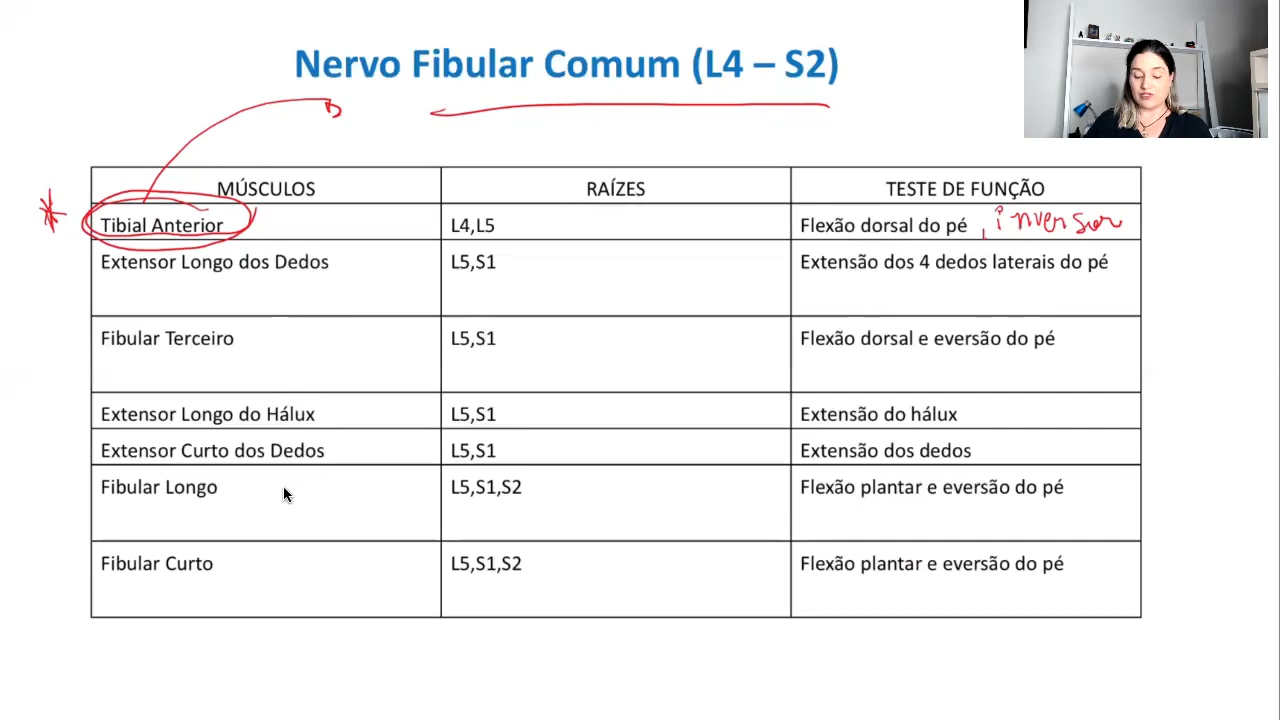 Nervo Fibular Comum (L4 – S2)
MÚSCULOS RAÍZES TESTE DE FUNÇÃO
* Tibial Anterior L4,L5 Flexão dorsal do pé , inversor
Extensor Longo dos Dedos L5,S1 Extensão dos 4 dedos laterais do pé
Fibular Terceiro L5,S1 Flexão dorsal e eversão do pé
Extensor Longo do Hálux L5,S1 Extensão do hálux
Extensor Curto dos Dedos L5,S1 Extensão dos dedos
Fibular Longo L5,S1,S2 Flexão plantar e eversão do pé
Fibular Curto L5,S1,S2 Flexão plantar e eversão do pé